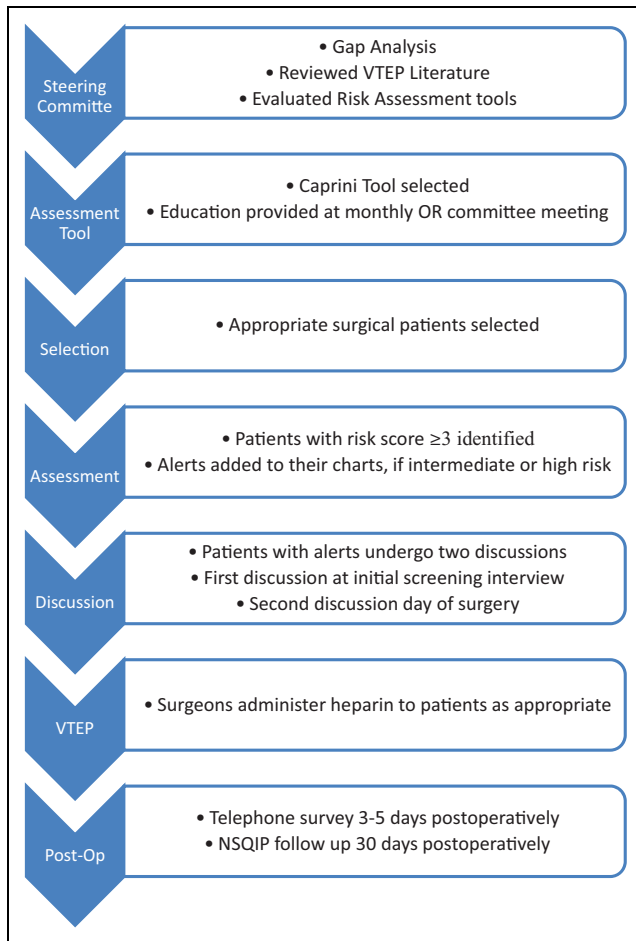 Steering
Committe
• Gap Analysis
• Reviewed VTEP Literature
• Evaluated Risk Assessment tools
Assessment
Tool
• Caprini Tool selected
• Education provided at monthly OR committee meeting
Selection
• Appropriate surgical patients selected
Assessment
• Patients with risk score ≥3 identified
• Alerts added to their charts, if intermediate or high risk
Discussion
• Patients with alerts undergo two discussions
• First discussion at initial screening interview
• Second discussion day of surgery
VTEP
• Surgeons administer heparin to patients as appropriate
Post-Op
• Telephone survey 3-5 days postoperatively
• NSQIP follow up 30 days postoperatively